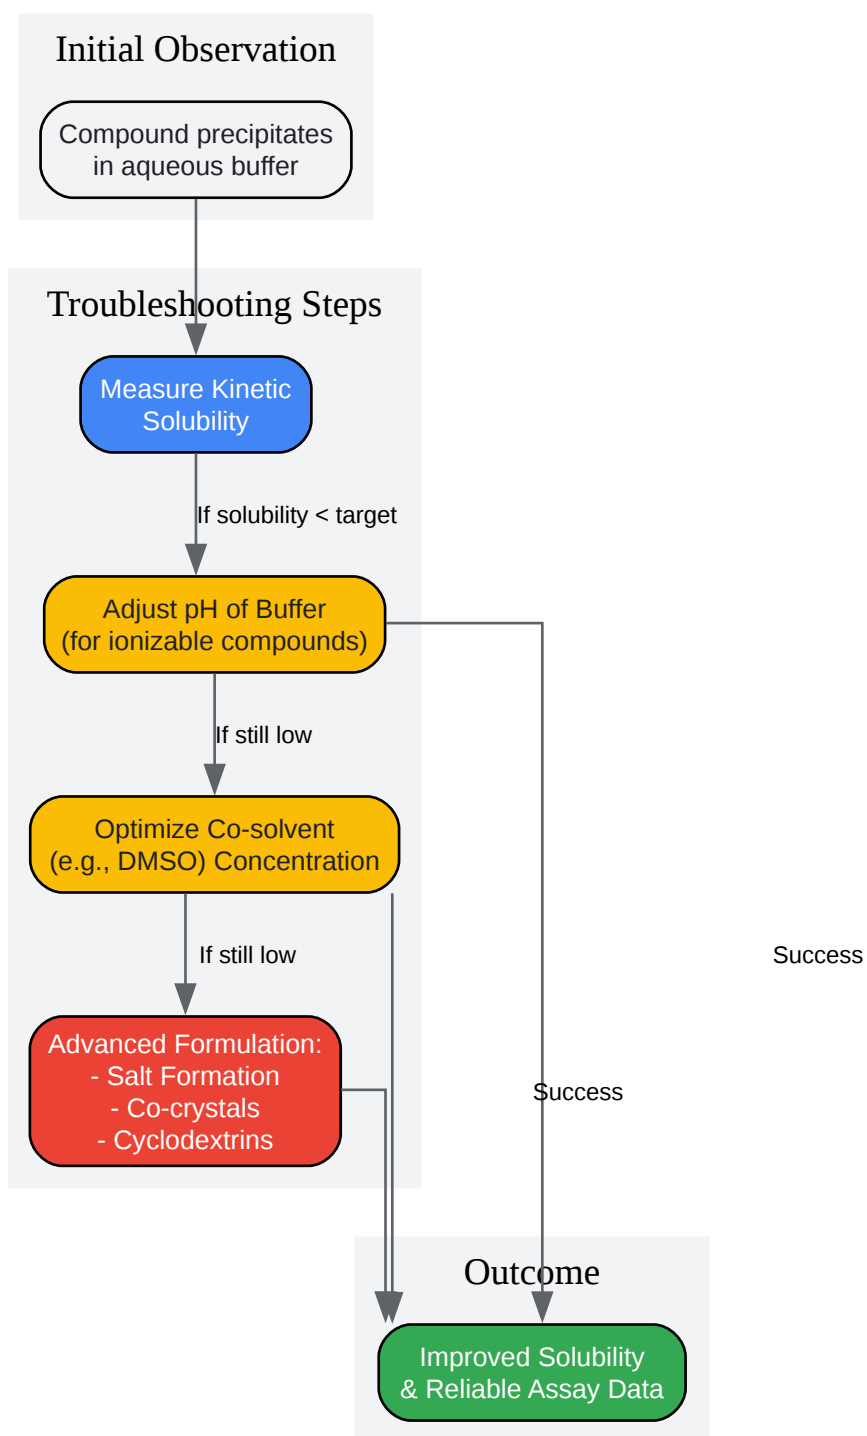 Initial Observation
Compound precipitates
in aqueous buffer
Troubleshooting Steps
Measure Kinetic
Solubility
If solubility < target
Adjust pH of Buffer
(for ionizable compounds)
If still low
Optimize Co-solvent
(e.g., DMSO) Concentration
If still low
Success
Advanced Formulation:
- Salt Formation
- Co-crystals
- Cyclodextrins
Success
Outcome
Improved Solubility
& Reliable Assay Data